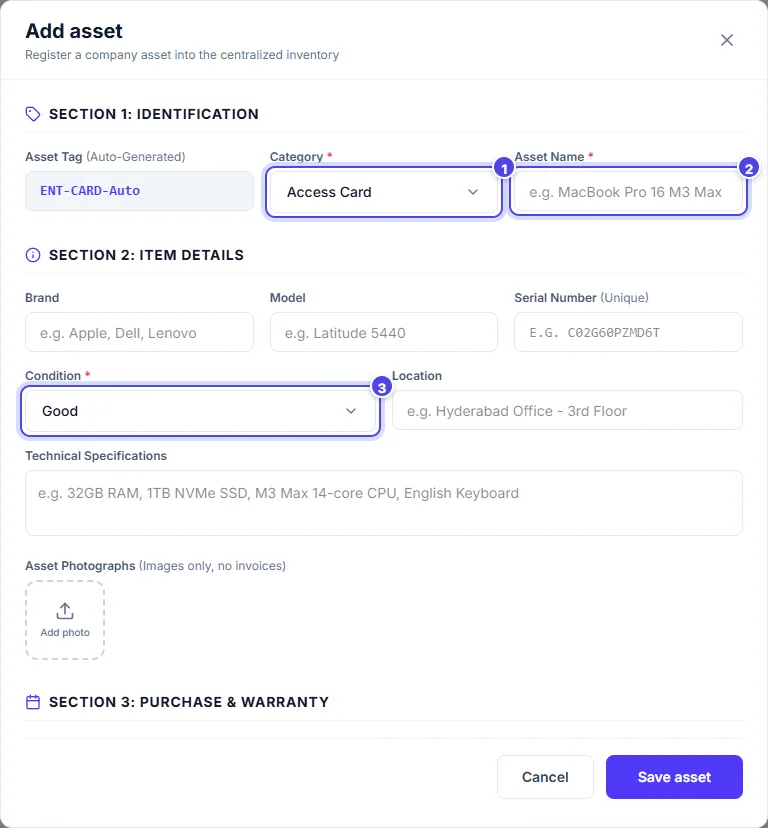 Add asset
Register a company asset into the centralized inventory
SECTION 1: IDENTIFICATION
Asset Tag (Auto-Generated)
Category *
1
Asset Name *
2
ENT-CARD-Auto
Access Card
e.g. MacBook Pro 16 M3 Max
SECTION 2: ITEM DETAILS
Brand
Model
Serial Number (Unique)
e.g. Apple, Dell, Lenovo
e.g. Latitude 5440
E.G. C02G60PZMD6T
Condition *
3
Location
Good
e.g. Hyderabad Office - 3rd Floor
Technical Specifications
e.g. 32GB RAM, 1TB NVMe SSD, M3 Max 14-core CPU, English Keyboard
Asset Photographs (Images only, no invoices)
Add photo
SECTION 3: PURCHASE & WARRANTY
Cancel
Save asset